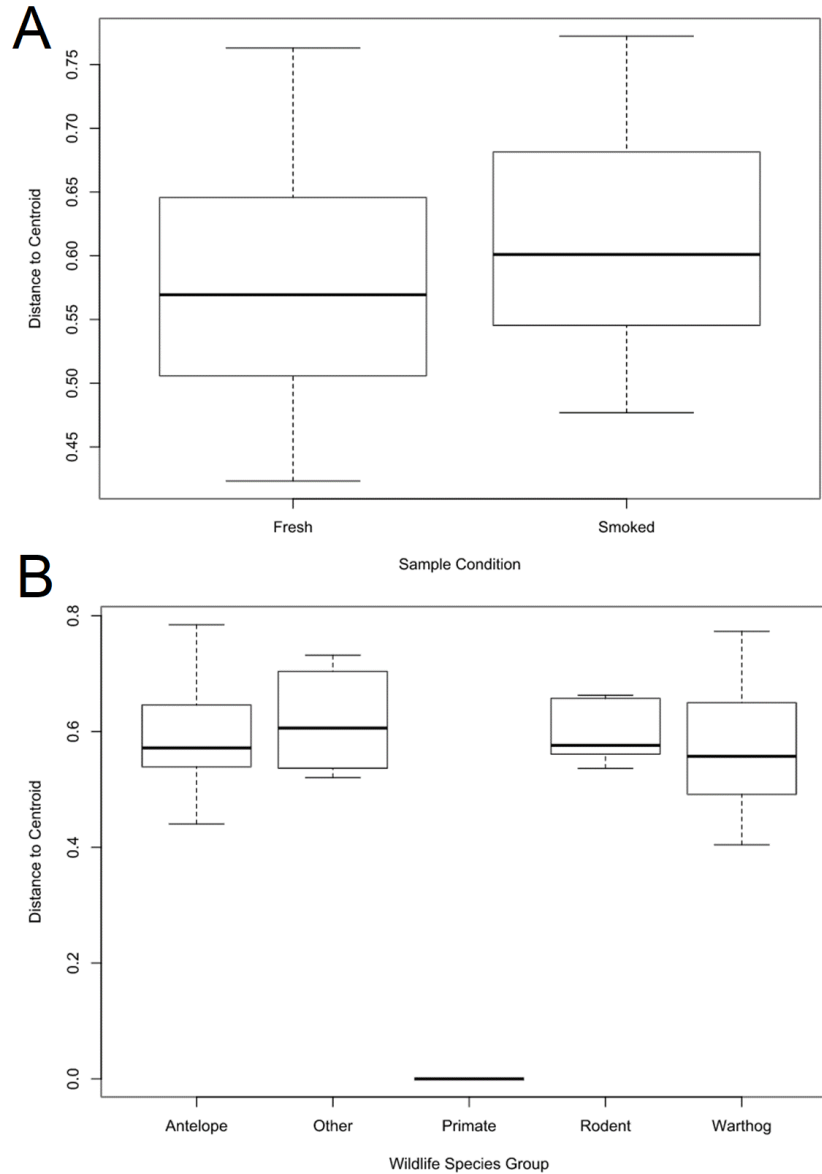 A
Distance to Centroid
0.75
0.70
0.65
0.60
0.55
0.50
0.45
Fresh Smoked
Sample Condition
B
Distance to Centroid
0.8
0.6
0.4
0.2
0.0
Antelope Other Primate Rodent Warthog
Wildlife Species Group